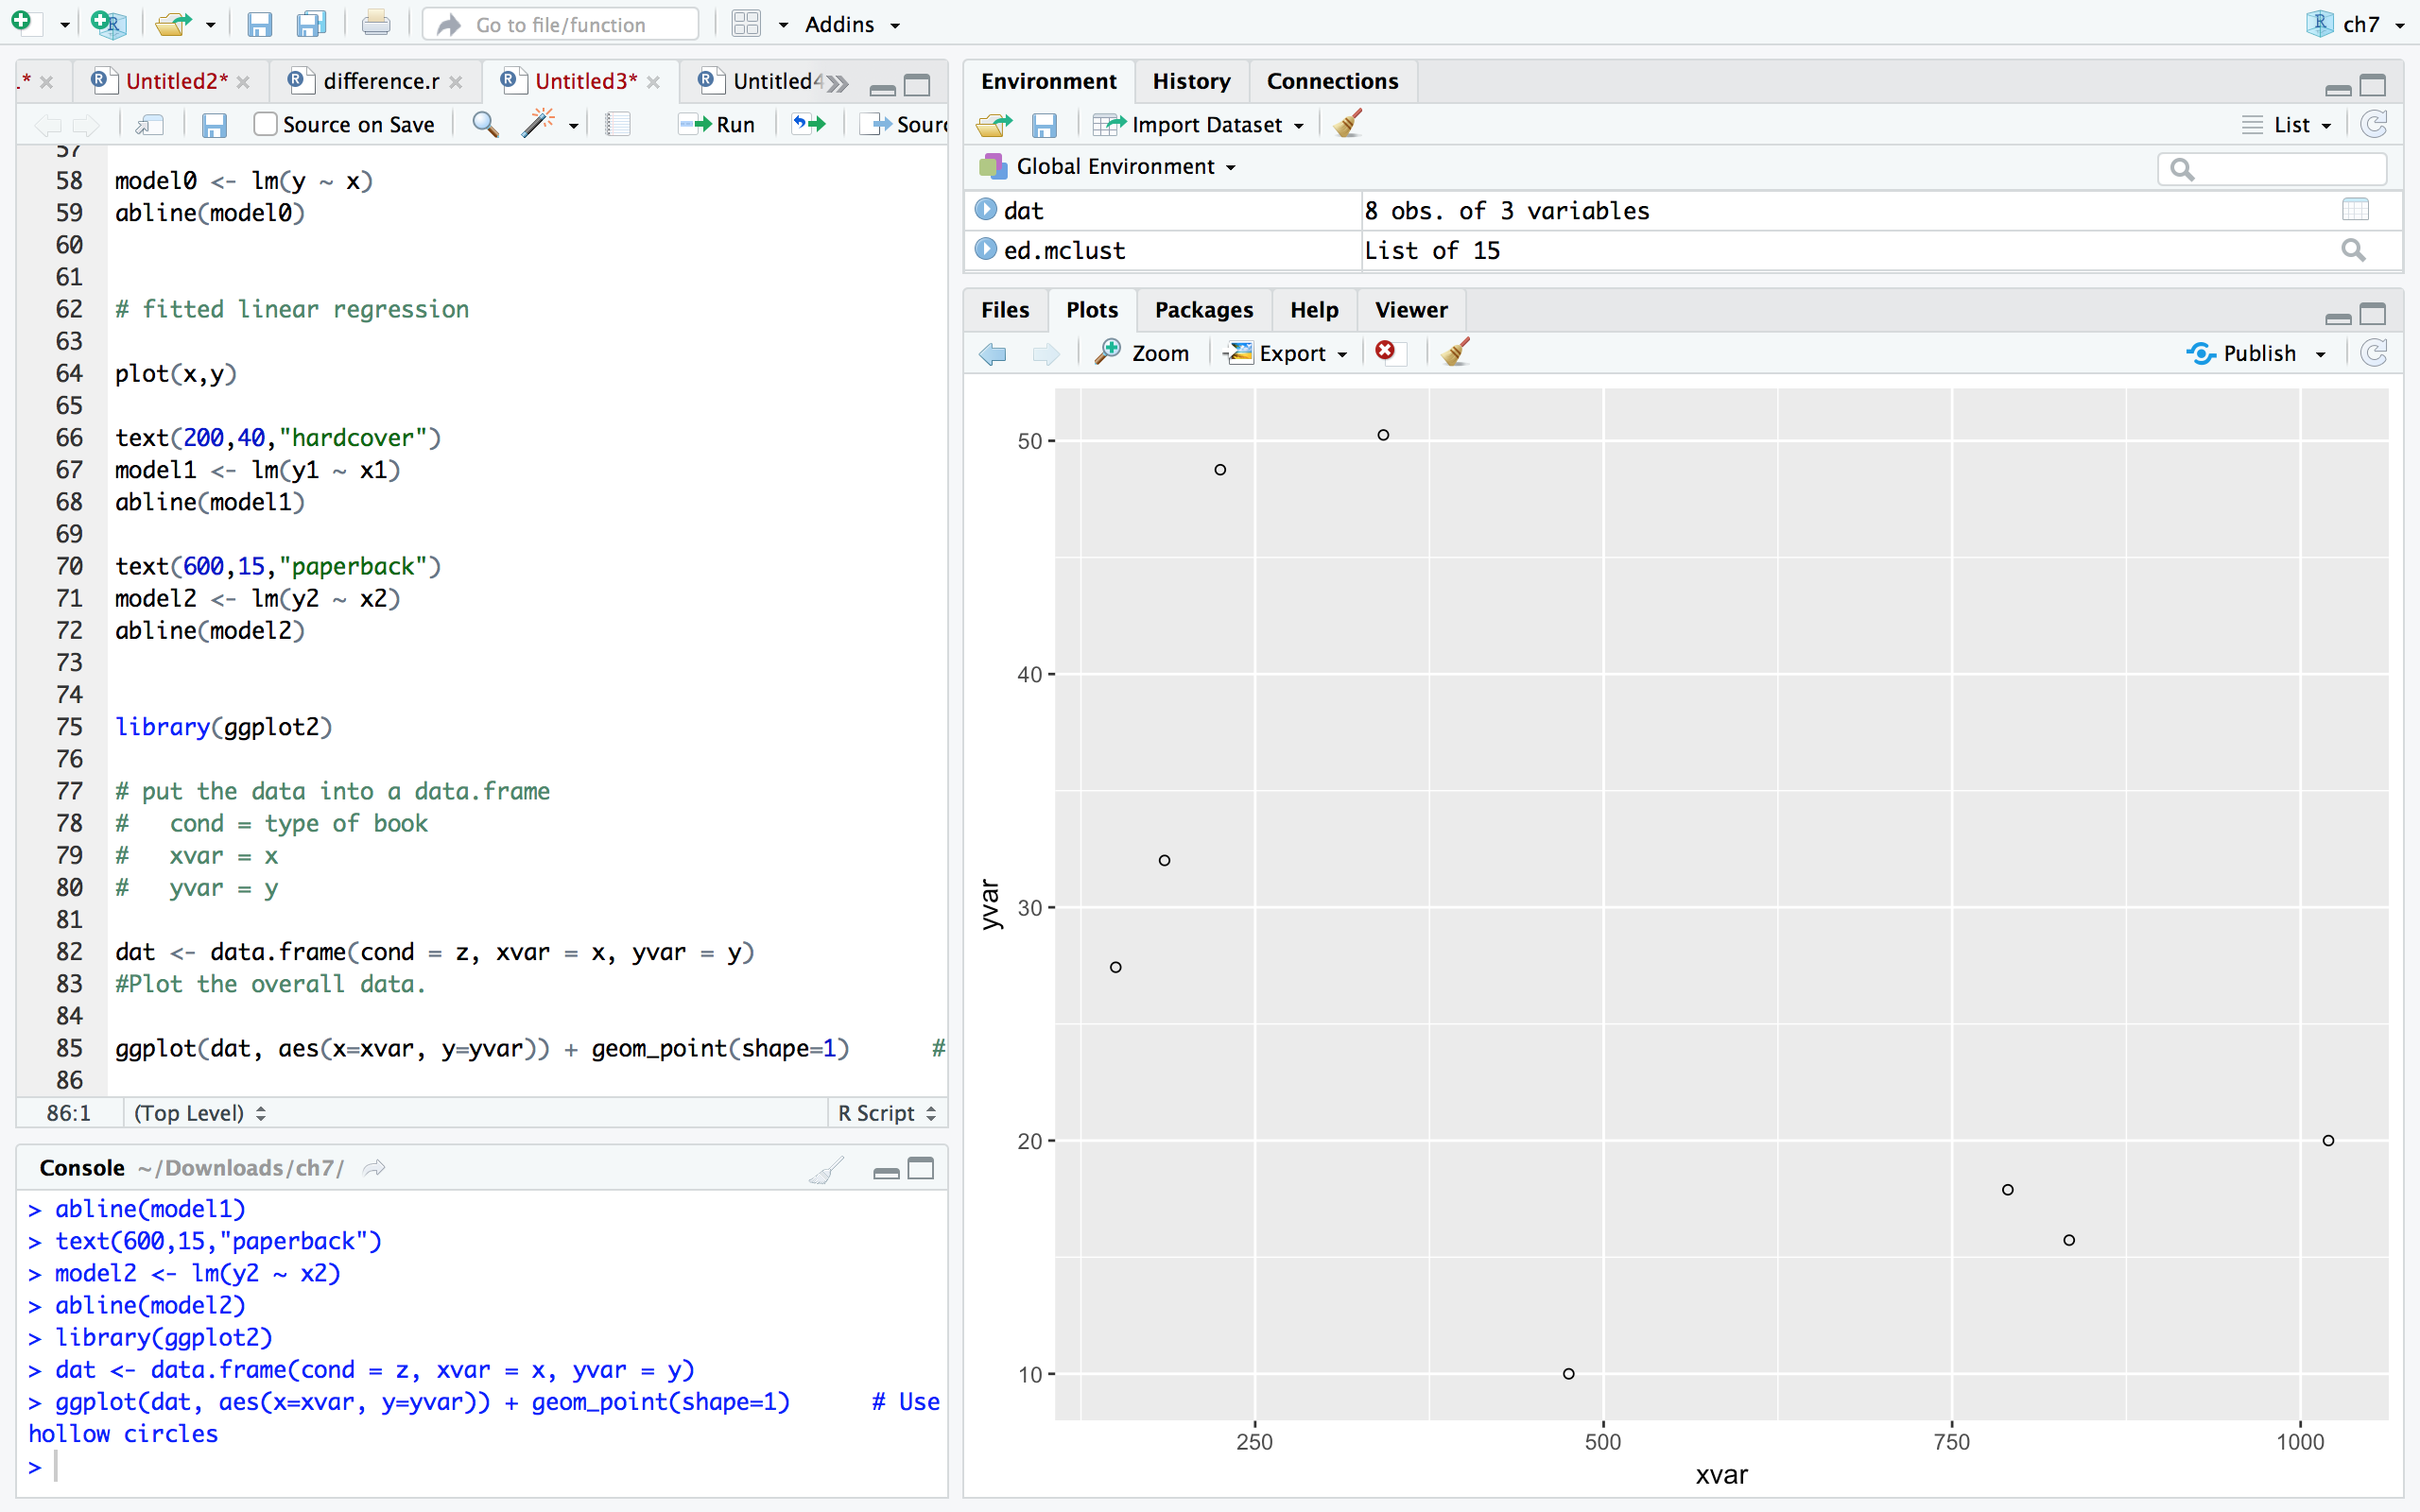 Go to file/function
Addins
ch7
Untitled2*
difference.r
Untitled3*
Untitled4
Source on Save
Run
58 model0 <- lm(y ~ x)
59 abline(model0)
60
61
62 # fitted linear regression
63
64 plot(x,y)
65
66 text(200,40,"hardcover")
67 model1 <- lm(y1 ~ x1)
68 abline(model1)
69
70 text(600,15,"paperback")
71 model2 <- lm(y2 ~ x2)
72 abline(model2)
73
74
75 library(ggplot2)
76
77 # put the data into a data.frame
78 #   cond = type of book
79 #   xvar = x
80 #   yvar = y
81
82 dat <- data.frame(cond = z, xvar = x, yvar = y)
83 #Plot the overall data.
84
85 ggplot(dat, aes(x=xvar, y=yvar)) + geom_point(shape=1)      #
86
86:1 (Top Level) R Script
Console ~/Downloads/ch7/
> abline(model1)
> text(600,15,"paperback")
> model2 <- lm(y2 ~ x2)
> abline(model2)
> library(ggplot2)
> dat <- data.frame(cond = z, xvar = x, yvar = y)
> ggplot(dat, aes(x=xvar, y=yvar)) + geom_point(shape=1)      # Use
hollow circles
>
Environment History Connections
Import Dataset List
Global Environment
dat 8 obs. of 3 variables
ed.mclust List of 15
Files Plots Packages Help Viewer
Zoom Export Publish
50
40
30
20
10
yvar
250 500 750 1000
xvar